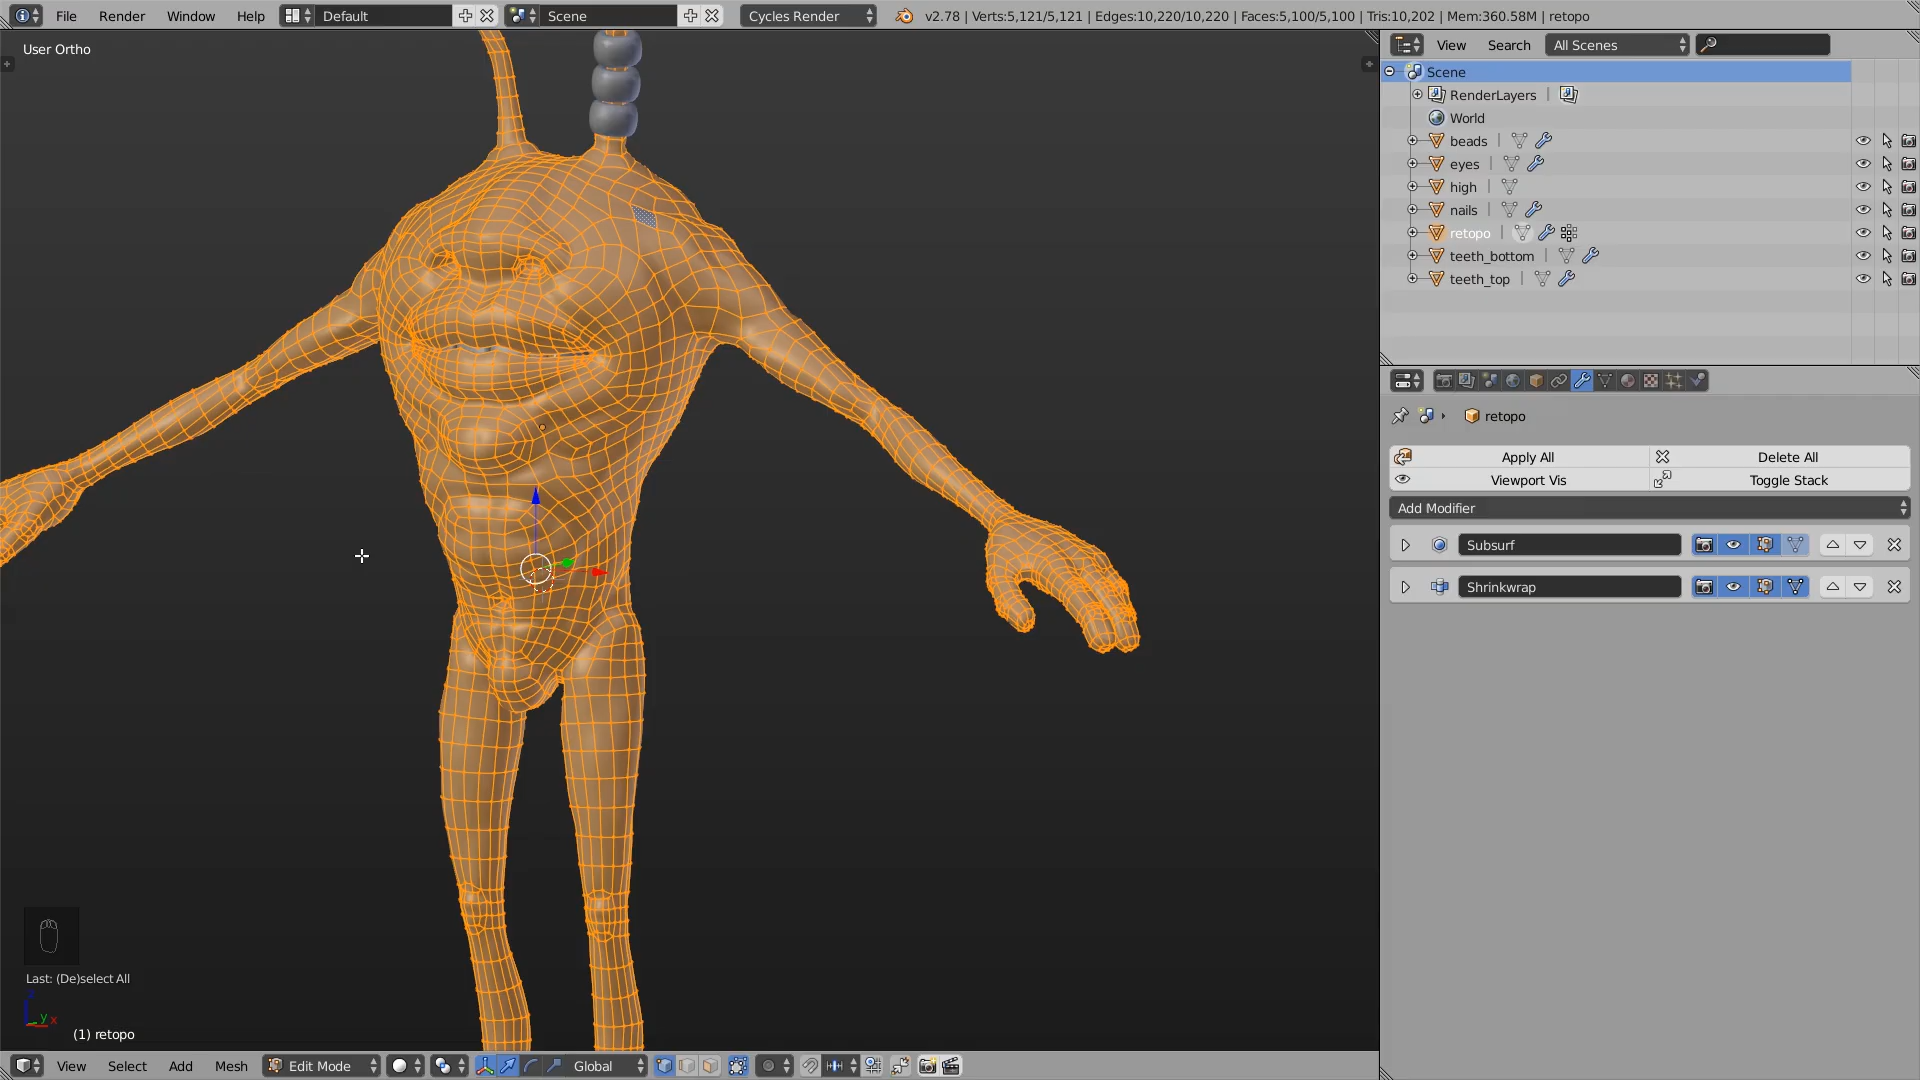 File Render Window Help Default Scene Cycles Render v2.78 | Verts:5,121/5,121 | Edges:10,220/10,220 | Faces:5,100/5,100 | Tris:10,202 | Mem:360.58M | retopo
User Ortho
View Search All Scenes
Scene
RenderLayers |
World
beads |
eyes |
high |
nails |
retopo |
teeth_bottom |
teeth_top |
retopo
Apply All Delete All
Viewport Vis Toggle Stack
Add Modifier
Subsurf
Shrinkwrap
Last: (De)select All
z
y x
(1) retopo
View Select Add Mesh Edit Mode Global